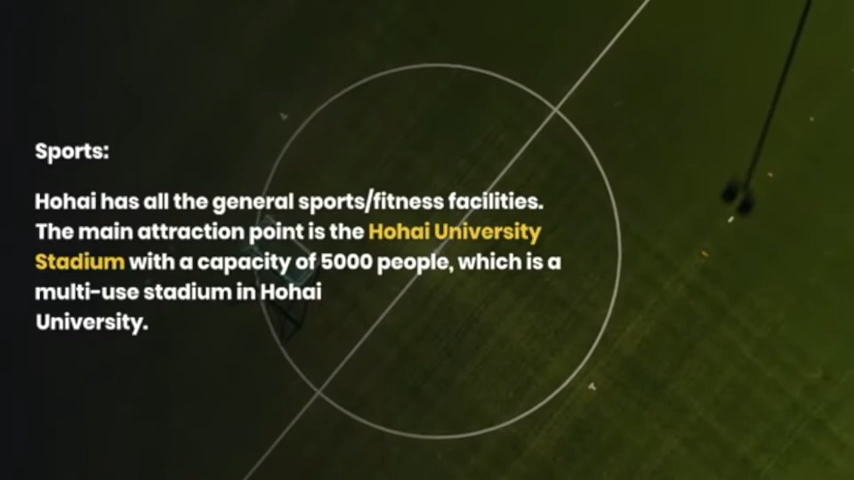 Sports:
Hohai has all the general sports/fitness facilities.
The main attraction point is the Hohai University
Stadium with a capacity of 5000 people, which is a
multi-use stadium in Hohai
University.